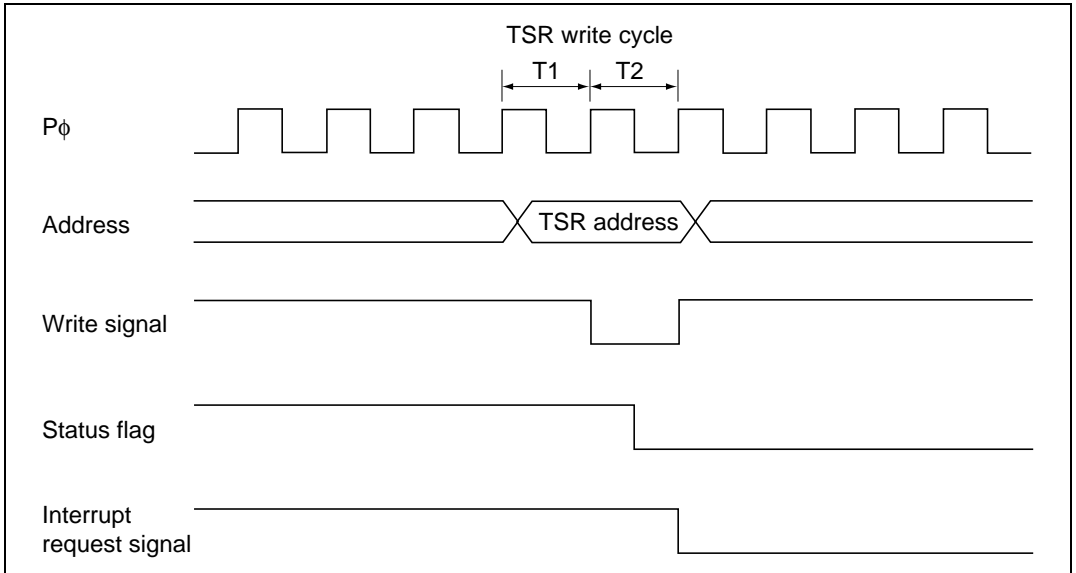 TSR write cycle
T1 T2
Pϕ
Address
TSR address
Write signal
Status flag
Interrupt
request signal